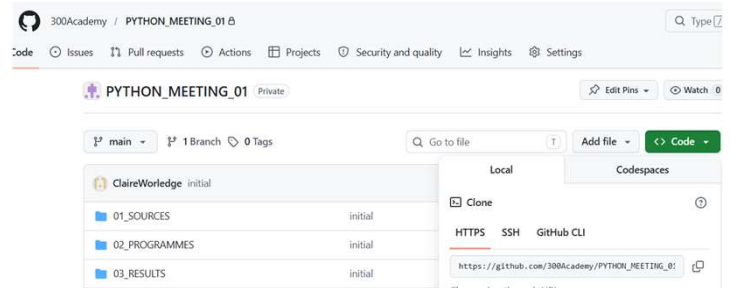 300Academy / PYTHON_MEETING_01
Type /
Code Issues Pull requests Actions Projects Security and quality Insights Settings
PYTHON_MEETING_01 Private
Edit Pins Watch 0
main 1 Branch 0 Tags
Go to file T Add file Code
Local Codespaces
ClaireWorledge initial
Clone
01_SOURCES initial
HTTPS SSH GitHub CLI
02_PROGRAMMES initial
https://github.com/300Academy/PYTHON_MEETING_0
03_RESULTS initial